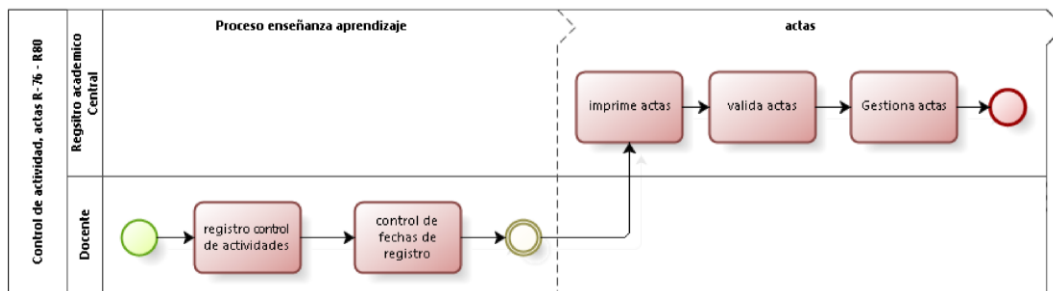 Control de actividad, actas R-76 - R80
Proceso enseñanza aprendizaje
actas
Regsitro academico
Central
imprime actas
valida actas
Gestiona actas
Docente
registro control
de actividades
control de
fechas de
registro